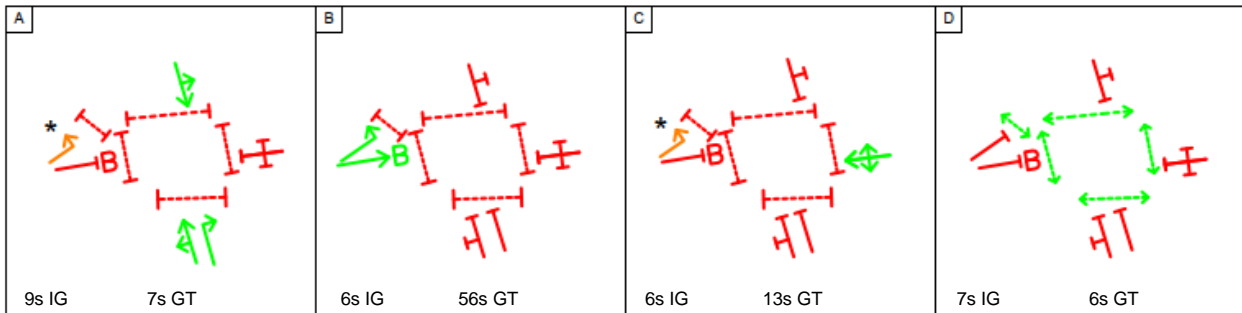 A
*
B
9s IG 7s GT
B
B
6s IG 56s GT
C
*
B
6s IG 13s GT
D
B
7s IG 6s GT